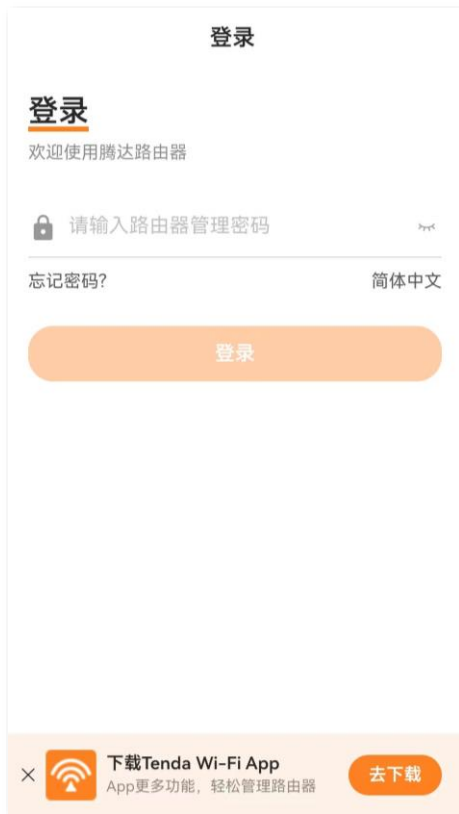 登录
登录
欢迎使用腾达路由器
请输入路由器管理密码
忘记密码?
简体中文
登录
下载Tenda Wi-Fi App
App更多功能，轻松管理路由器
去下载